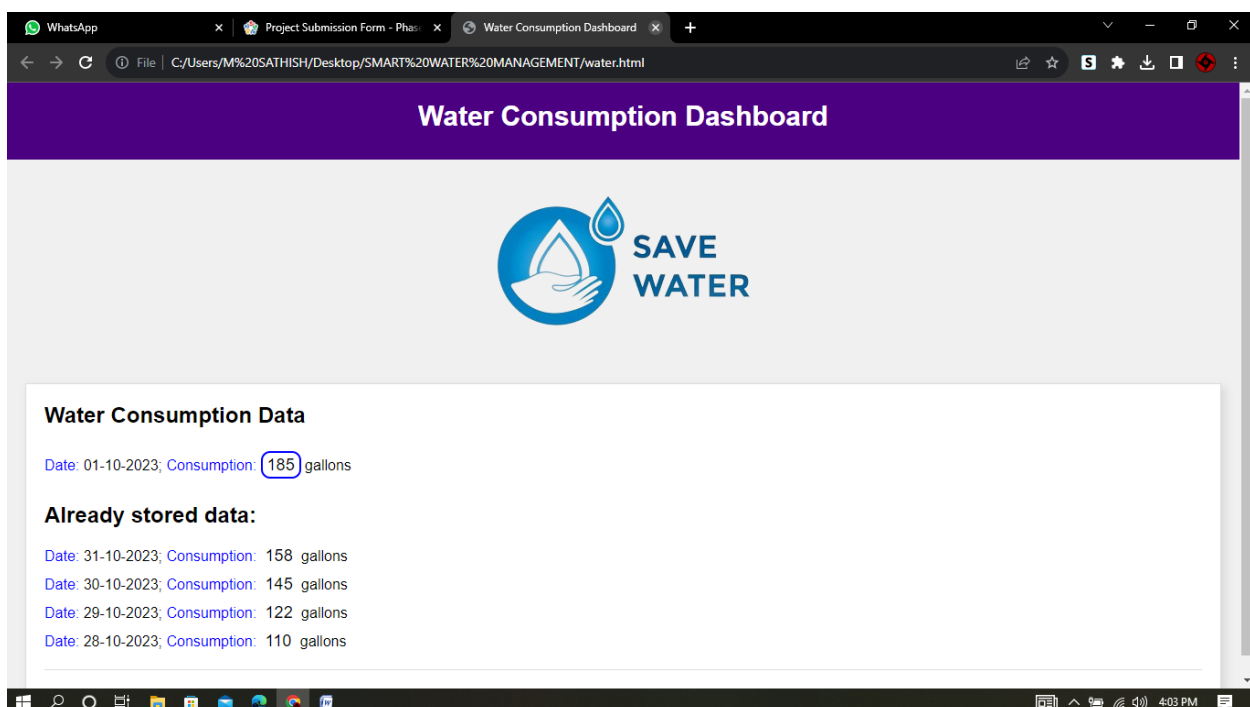 WhatsApp
Project Submission Form - Phase
Water Consumption Dashboard
File
C:/Users/M%20SATHISH/Desktop/SMART%20WATER%20MANAGEMENT/water.html
S
Water Consumption Dashboard
SAVE
WATER
Water Consumption Data
Date: 01-10-2023; Consumption: 185 gallons
Already stored data:
Date: 31-10-2023; Consumption: 158 gallons
Date: 30-10-2023; Consumption: 145 gallons
Date: 29-10-2023; Consumption: 122 gallons
Date: 28-10-2023; Consumption: 110 gallons
4:03 PM